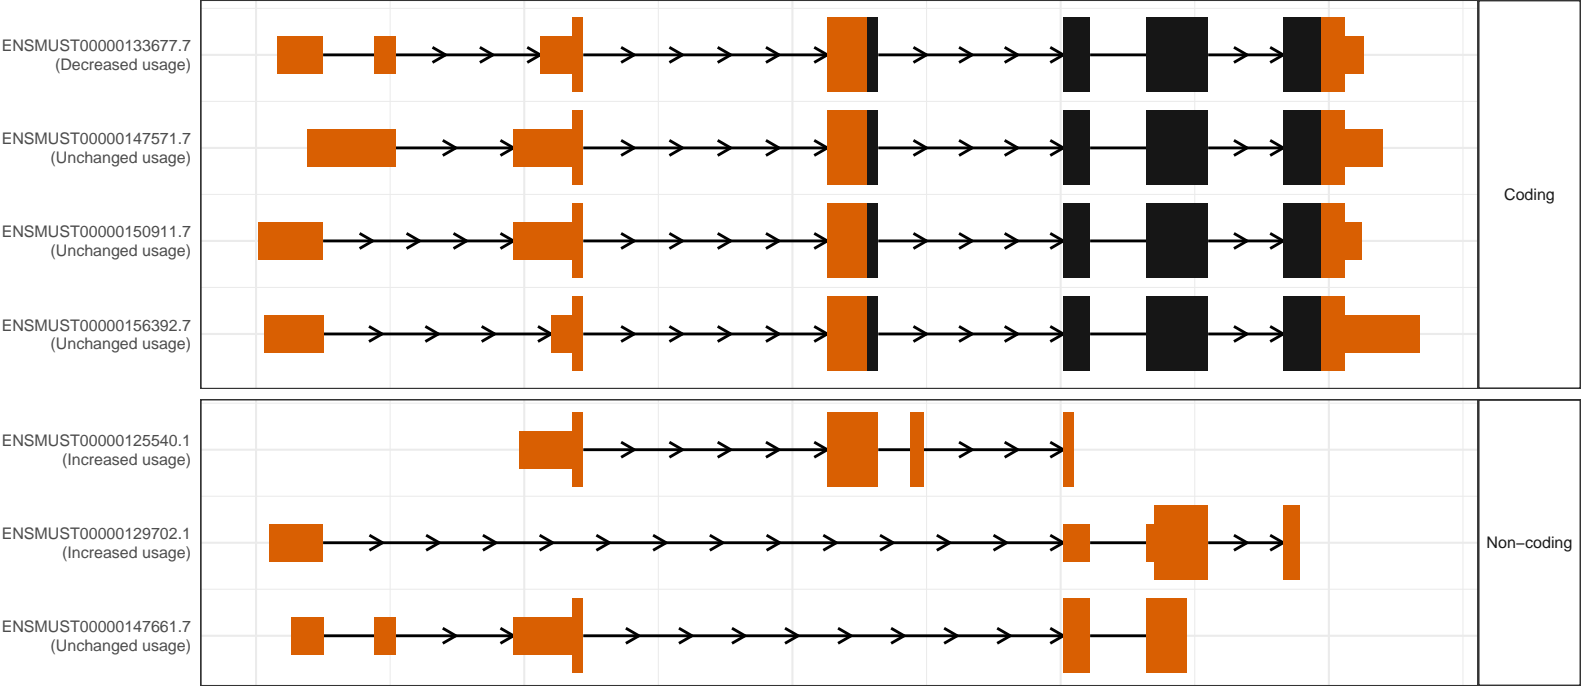 ENSMUST00000133677.7
(Decreased usage)
ENSMUST00000147571.7
(Unchanged usage)
ENSMUST00000150911.7
(Unchanged usage)
ENSMUST00000156392.7
(Unchanged usage)
Coding
ENSMUST00000125540.1
(Increased usage)
ENSMUST00000129702.1
(Increased usage)
ENSMUST00000147661.7
(Unchanged usage)
Non−coding